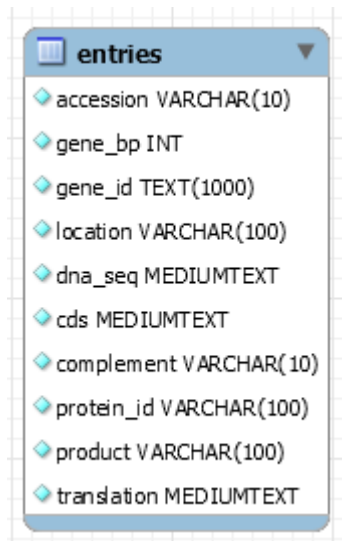 entries
accession VARCHAR(10)
gene_bp INT
gene_id TEXT(1000)
location VARCHAR(100)
dna_seq MEDIUMTEXT
cds MEDIUMTEXT
complement VARCHAR(10)
protein_id VARCHAR(100)
product VARCHAR(100)
translation MEDIUMTEXT